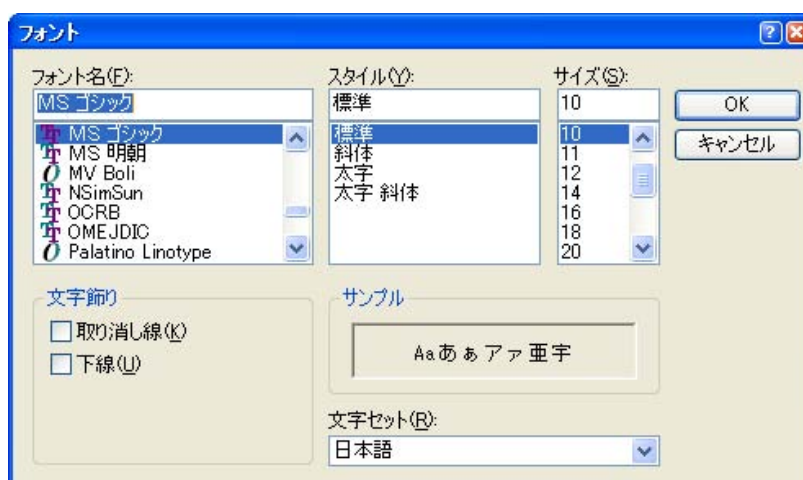 フォント
フォント名(F):
MS ゴシック
MS ゴシック
MS 明朝
MV Boli
NSimSun
OCRB
OMEJDIC
Palatino Linotype
スタイル(Y):
標準
標準
斜体
太字
太字 斜体
サイズ(S):
10
10
11
12
14
16
18
20
OK
キャンセル
文字飾り
取り消し線(K)
下線(U)
サンプル
Aaあぁアァ亜宇
文字セット(R):
日本語